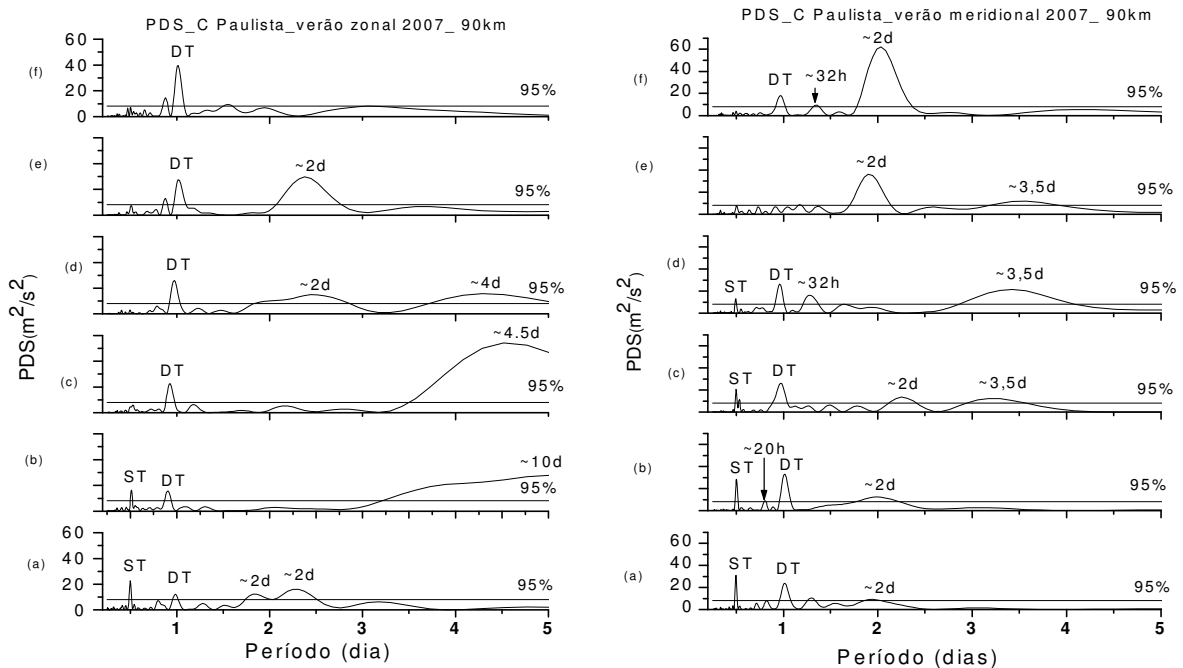 PDS_C Paulista_verão zonal 2007_ 90km
PDS(m²/s²)
(f)
60
40
20
0
DT
95%
(e)
DT
~2d
95%
(d)
DT
~2d
~4d
95%
(c)
DT
~4.5d
95%
(b)
ST
DT
~10d
95%
(a)
60
40
20
0
ST
DT
~2d
~2d
95%
1 2 3 4 5
Período (dia)
PDS_C Paulista_verão meridional 2007_ 90km
PDS(m²/s²)
(f)
60
40
20
0
DT
~32h
~2d
95%
(e)
~2d
~3,5d
95%
(d)
ST
DT
~32h
~3,5d
95%
(c)
ST
DT
~2d
~3,5d
95%
(b)
ST
~20h
DT
~2d
95%
(a)
60
40
20
0
ST
DT
~2d
95%
1 2 3 4 5
Período (dias)